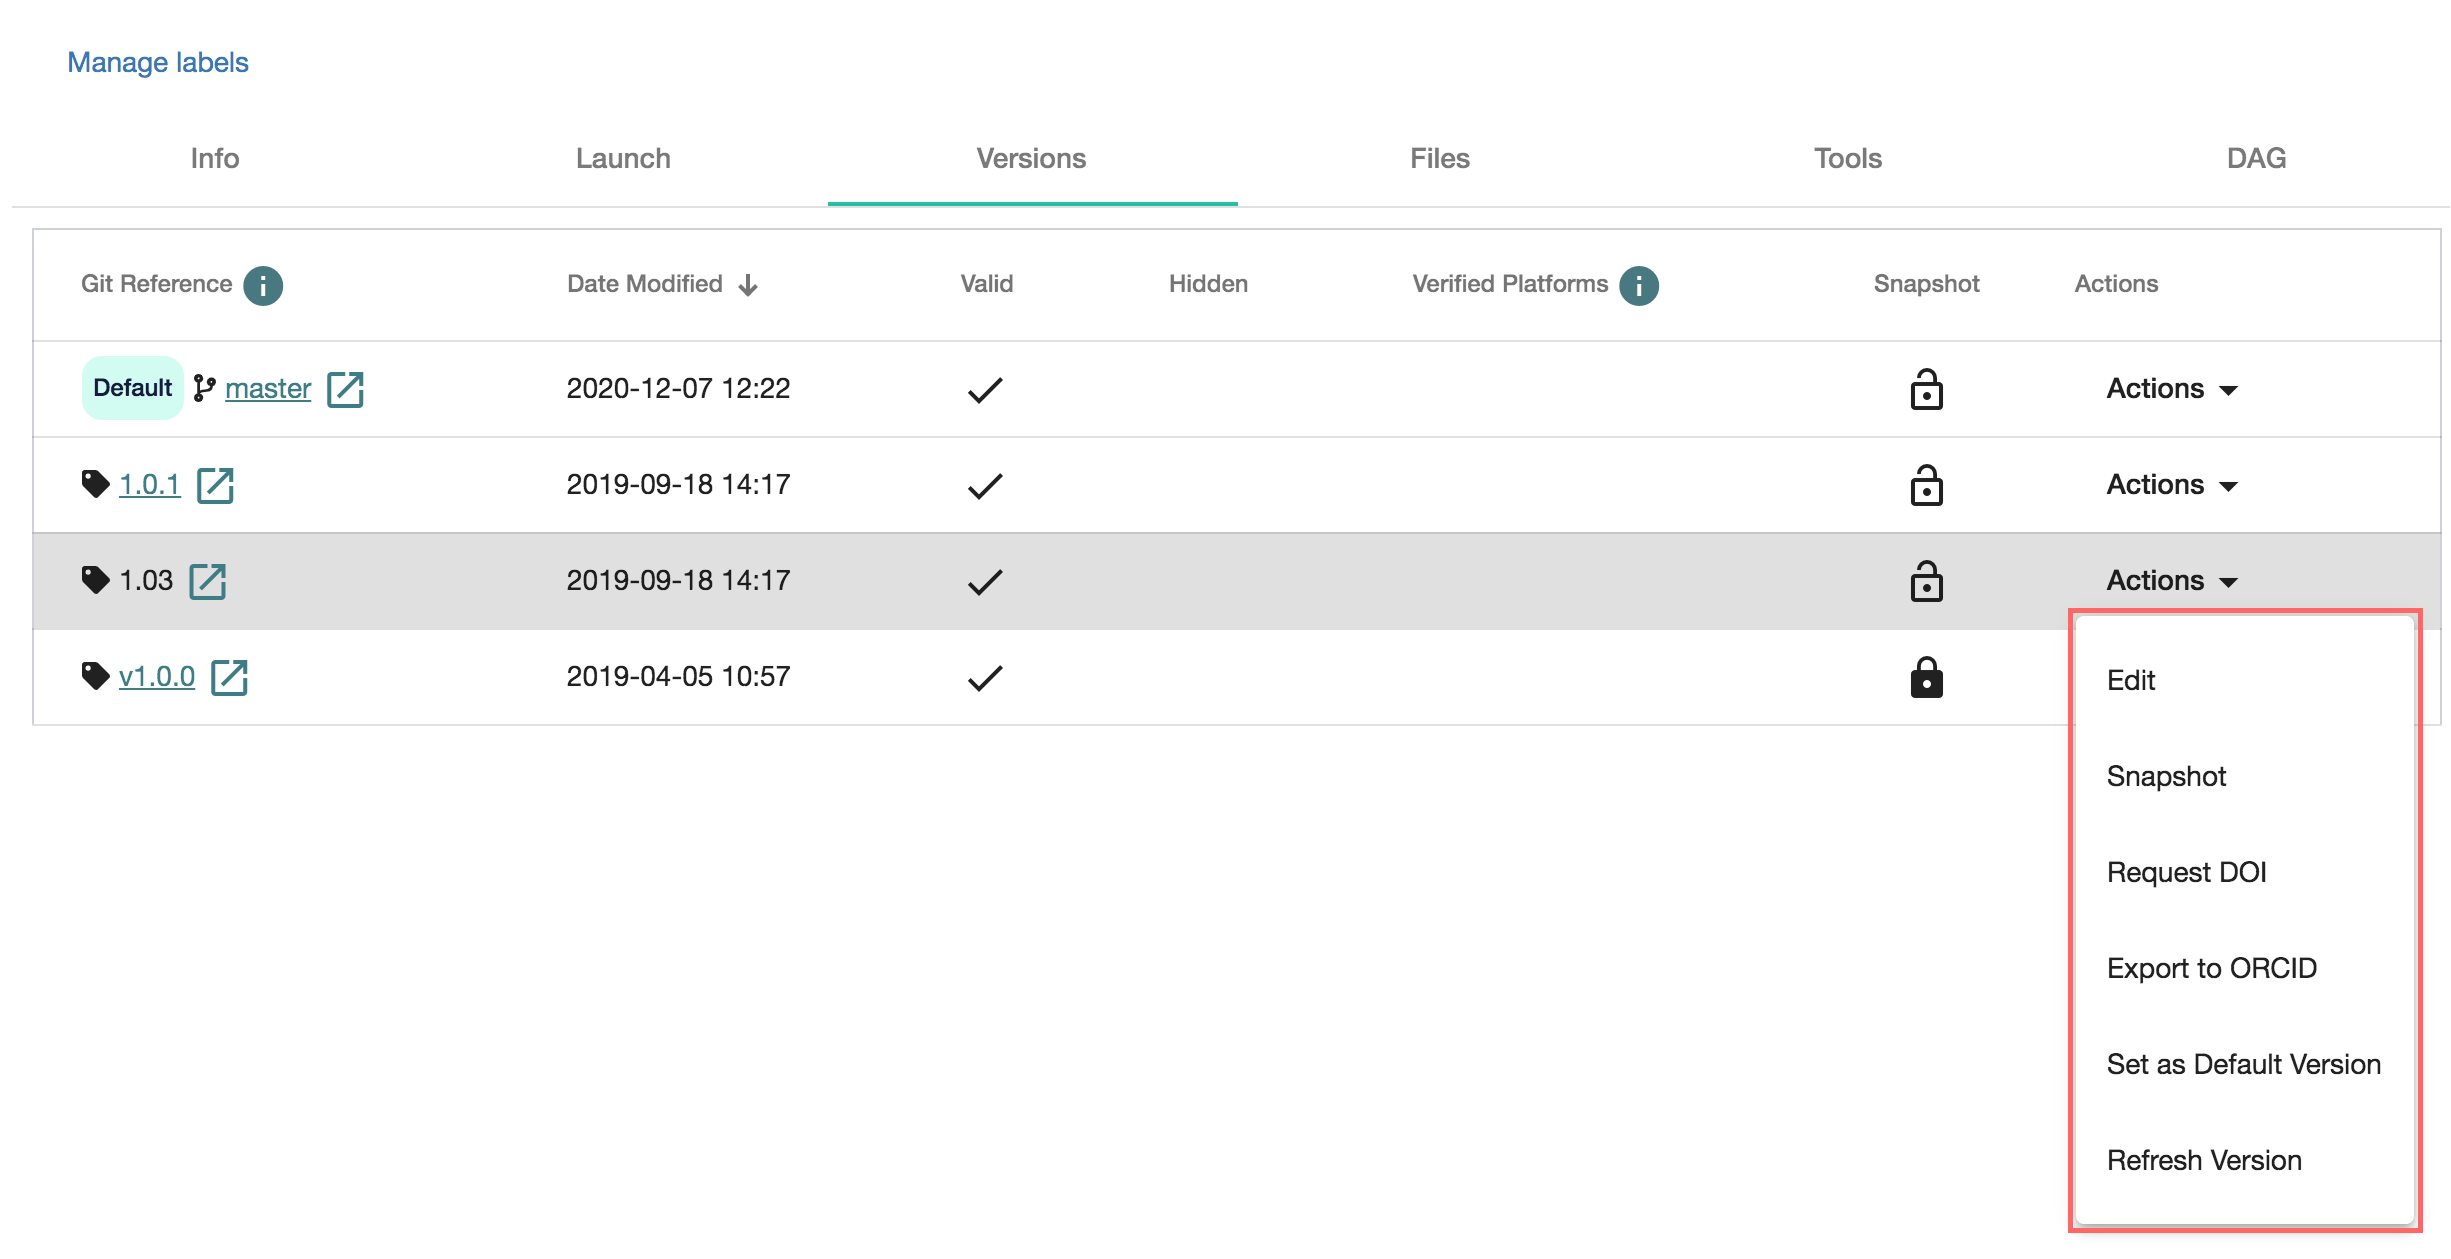 Manage labels
Info Launch Versions Files Tools DAG
Git Reference i Date Modified Valid Hidden Verified Platforms i Snapshot Actions
Default master 2020-12-07 12:22 Actions
1.0.1 2019-09-18 14:17 Actions
1.03 2019-09-18 14:17 Actions
v1.0.0 2019-04-05 10:57
Edit
Snapshot
Request DOI
Export to ORCID
Set as Default Version
Refresh Version